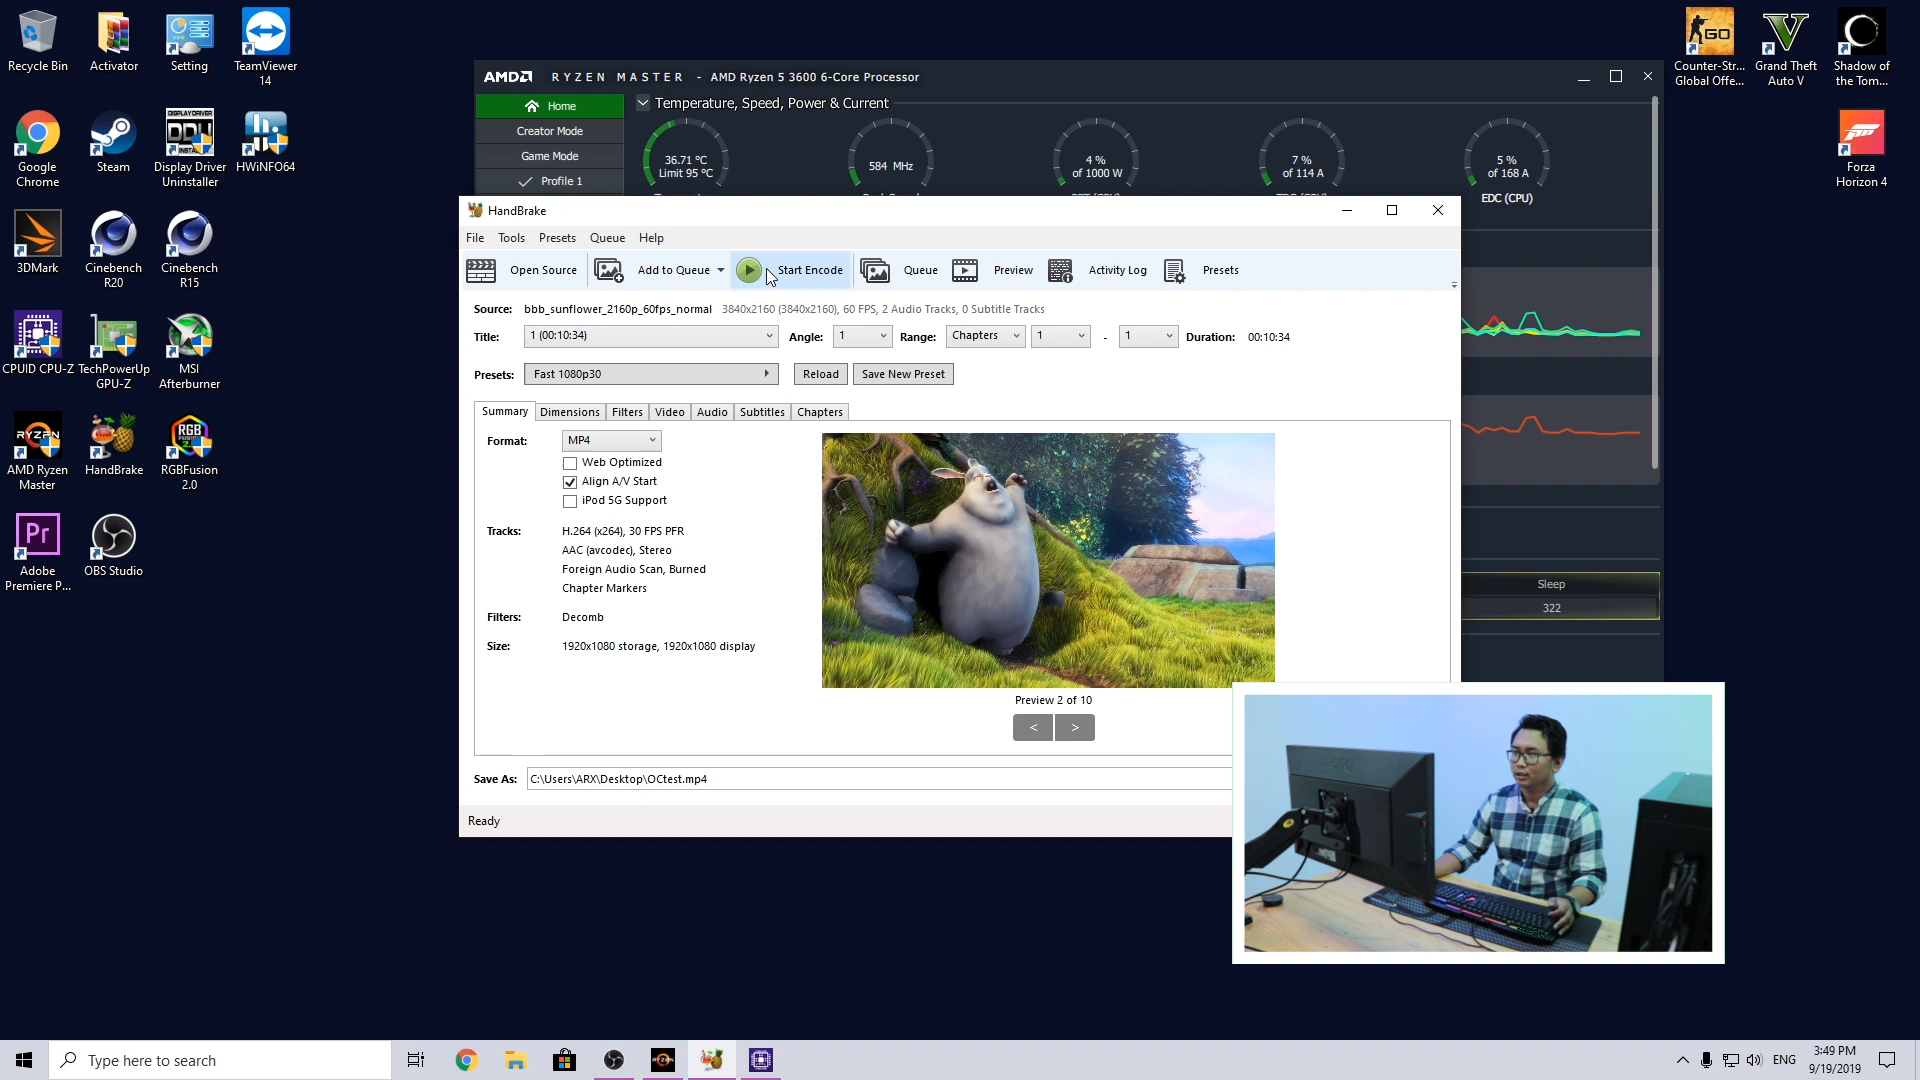 Recycle Bin
Activator
Setting
TeamViewer
14
Google
Chrome
Steam
Display Driver
Uninstaller
HWiNFO64
3DMark
Cinebench
R20
Cinebench
R15
CPUID CPU-Z
TechPowerUp
GPU-Z
MSI
Afterburner
AMD Ryzen
Master
HandBrake
RGBFusion
2.0
Adobe
Premiere P...
OBS Studio
Counter-Str...
Global Offe...
Grand Theft
Auto V
Shadow of
the Tom...
Forza
Horizon 4
AMD RYZEN MASTER - AMD Ryzen 5 3600 6-Core Processor
Home
Creator Mode
Game Mode
Profile 1
Temperature, Speed, Power & Current
36.71 °C
Limit 95 °C
584 MHz
4 %
of 1000 W
7 %
of 114 A
5 %
of 168 A
EDC (CPU)
Sleep
322
HandBrake
File Tools Presets Queue Help
Open Source Add to Queue Start Encode Queue Preview Activity Log Presets
Source: bbb_sunflower_2160p_60fps_normal 3840x2160 (3840x2160), 60 FPS, 2 Audio Tracks, 0 Subtitle Tracks
Title: 1 (00:10:34) Angle: 1 Range: Chapters 1 - 1 Duration: 00:10:34
Presets: Fast 1080p30 Reload Save New Preset
Summary Dimensions Filters Video Audio Subtitles Chapters
Format: MP4
Web Optimized
Align A/V Start
iPod 5G Support
Tracks: H.264 (x264), 30 FPS PFR
AAC (avcodec), Stereo
Foreign Audio Scan, Burned
Chapter Markers
Filters: Decomb
Size: 1920x1080 storage, 1920x1080 display
Preview 2 of 10
< >
Save As: C:\Users\ARX\Desktop\OCtest.mp4
Ready
Type here to search
ENG
3:49 PM
9/19/2019